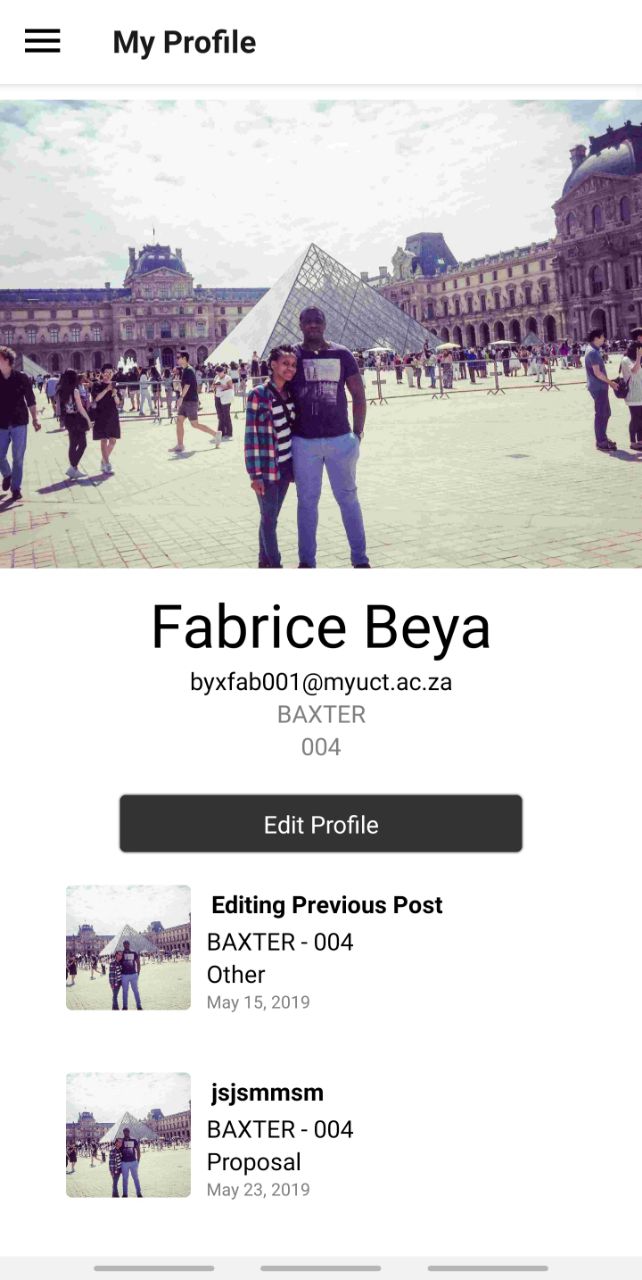 My Profile
Fabrice Beya
byxfab001@myuct.ac.za
BAXTER
004
Edit Profile
Editing Previous Post
BAXTER - 004
Other
May 15, 2019
jsjsmmsm
BAXTER - 004
Proposal
May 23, 2019